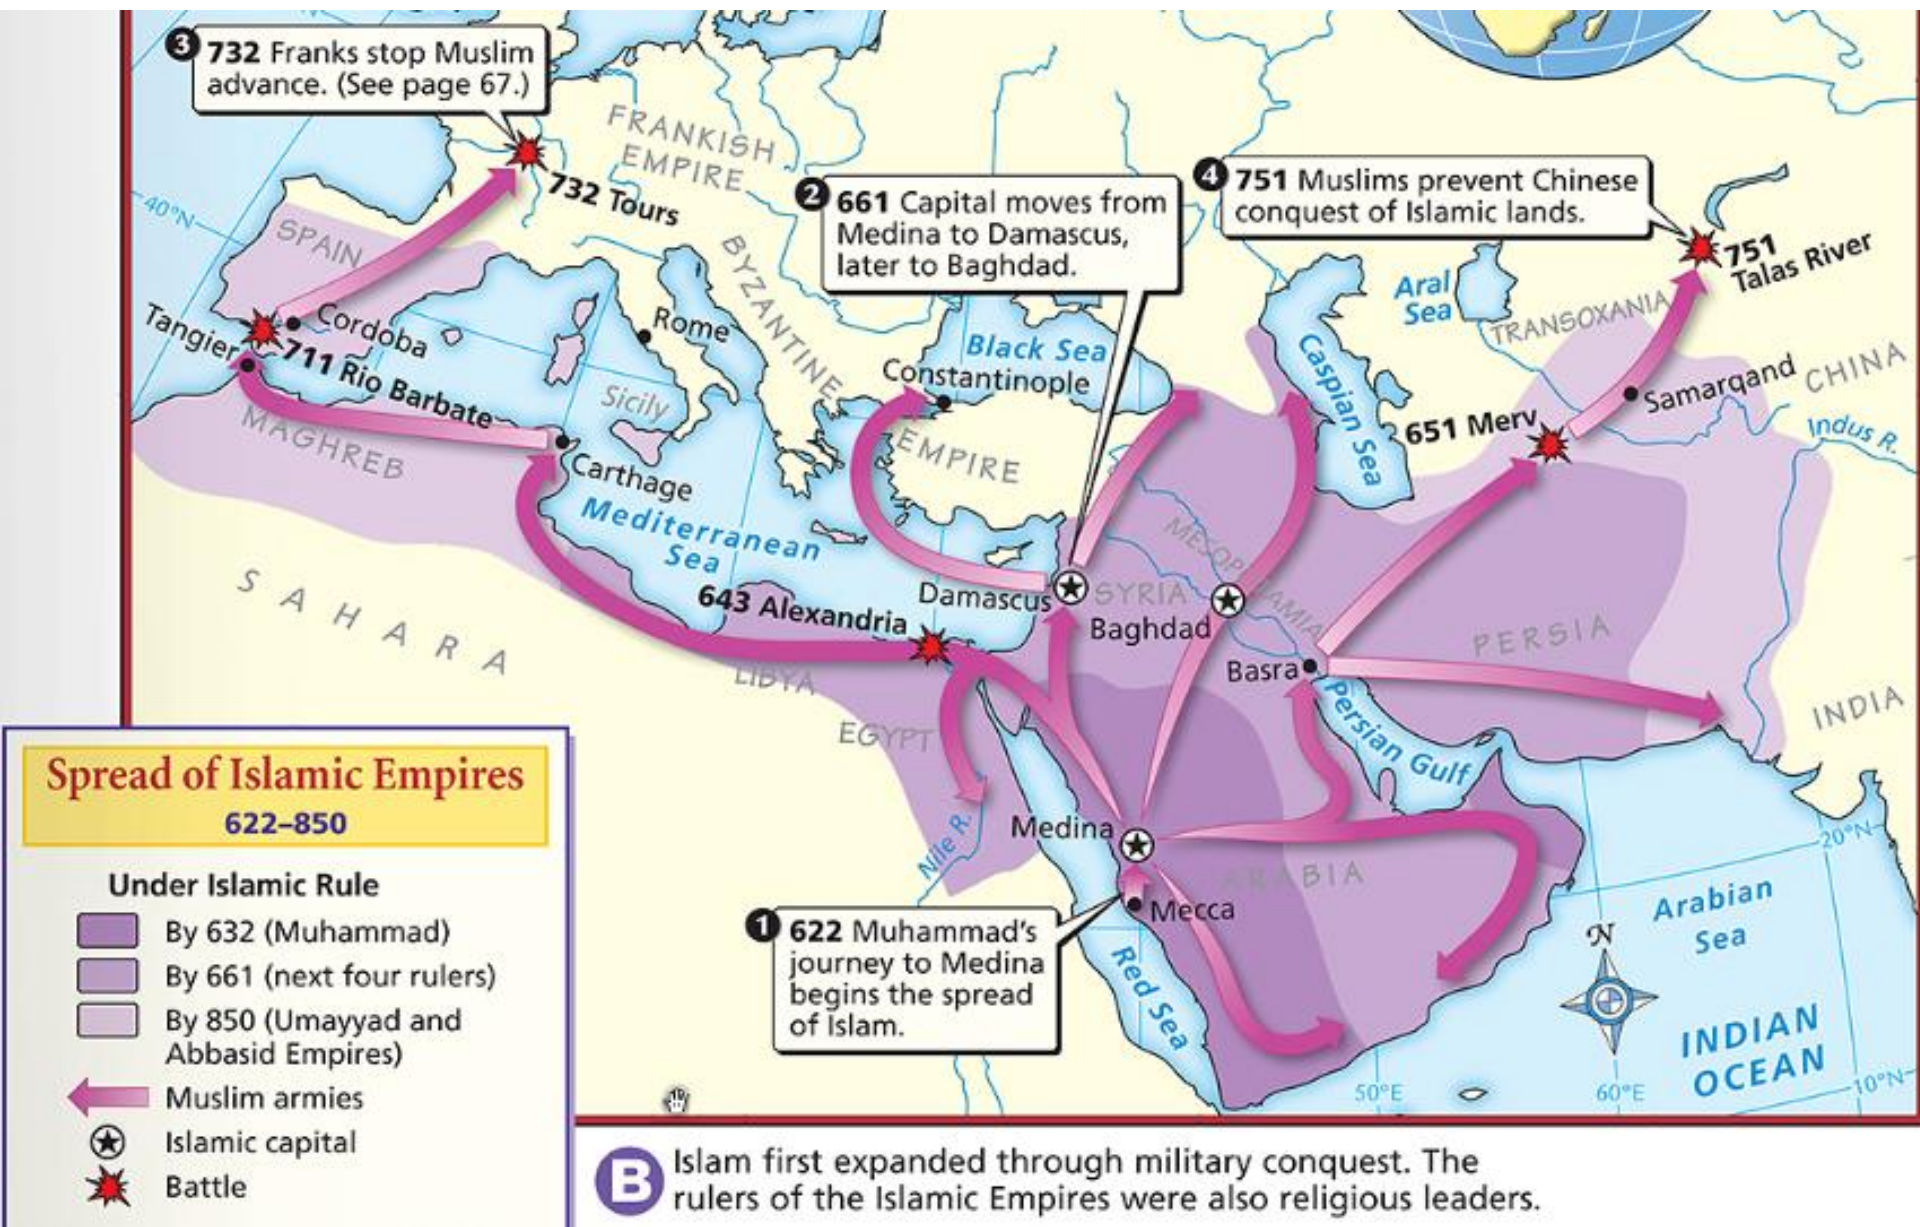 3 732 Franks stop Muslim
advance. (See page 67.)
FRANKISH
EMPIRE
732 Tours
40°N
SPAIN
2 661 Capital moves from
Medina to Damascus,
later to Baghdad.
4 751 Muslims prevent Chinese
conquest of Islamic lands.
751
Talas River
Aral
Sea
TRANSOXANIA
CHINA
Samarqand
Indus R.
651 Merv
Caspian Sea
Black Sea
Constantinople
BYZANTINE
EMPIRE
Rome
Sicily
Cordoba
Tangier
711 Rio Barbate
MAGHREB
Carthage
Mediterranean
Sea
SAHARA
643 Alexandria
Damascus
SYRIA
MESOPOTAMIA
Baghdad
Basra
PERSIA
INDIA
Persian Gulf
LIBYA
EGYPT
Nile R.
Medina
ARABIA
Mecca
1 622 Muhammad's
journey to Medina
begins the spread
of Islam.
Red Sea
20°N
Arabian
Sea
N
INDIAN
OCEAN
50°E
60°E
10°N
Spread of Islamic Empires
622–850
Under Islamic Rule
By 632 (Muhammad)
By 661 (next four rulers)
By 850 (Umayyad and
Abbasid Empires)
Muslim armies
Islamic capital
Battle
B Islam first expanded through military conquest. The
rulers of the Islamic Empires were also religious leaders.